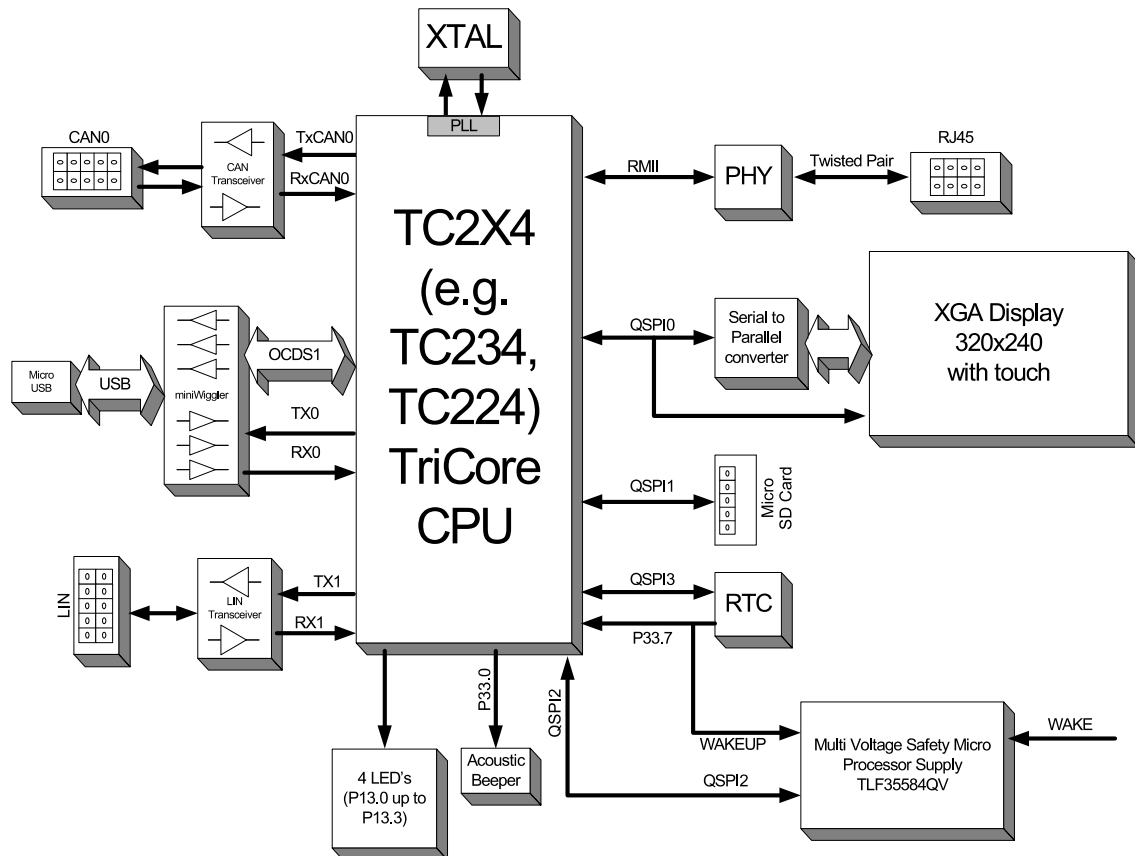 XTAL
PLL
CAN0
TxCAN0
CAN
Transceiver
RxCAN0
RMII
PHY
Twisted Pair
RJ45
TC2X4
(e.g.
TC234,
TC224)
TriCore
CPU
QSPI0
Serial to
Parallel
converter
XGA Display
320x240
with touch
Micro
USB
USB
miniWiggler
OCDS1
TX0
RX0
QSPI1
Micro
SD Card
LIN
LIN
Transceiver
TX1
RX1
QSPI3
RTC
P33.7
P33.0
QSPI2
WAKEUP
QSPI2
Multi Voltage Safety Micro
Processor Supply
TLF35584QV
WAKE
4 LED's
(P13.0 up to
P13.3)
Acoustic
Beeper